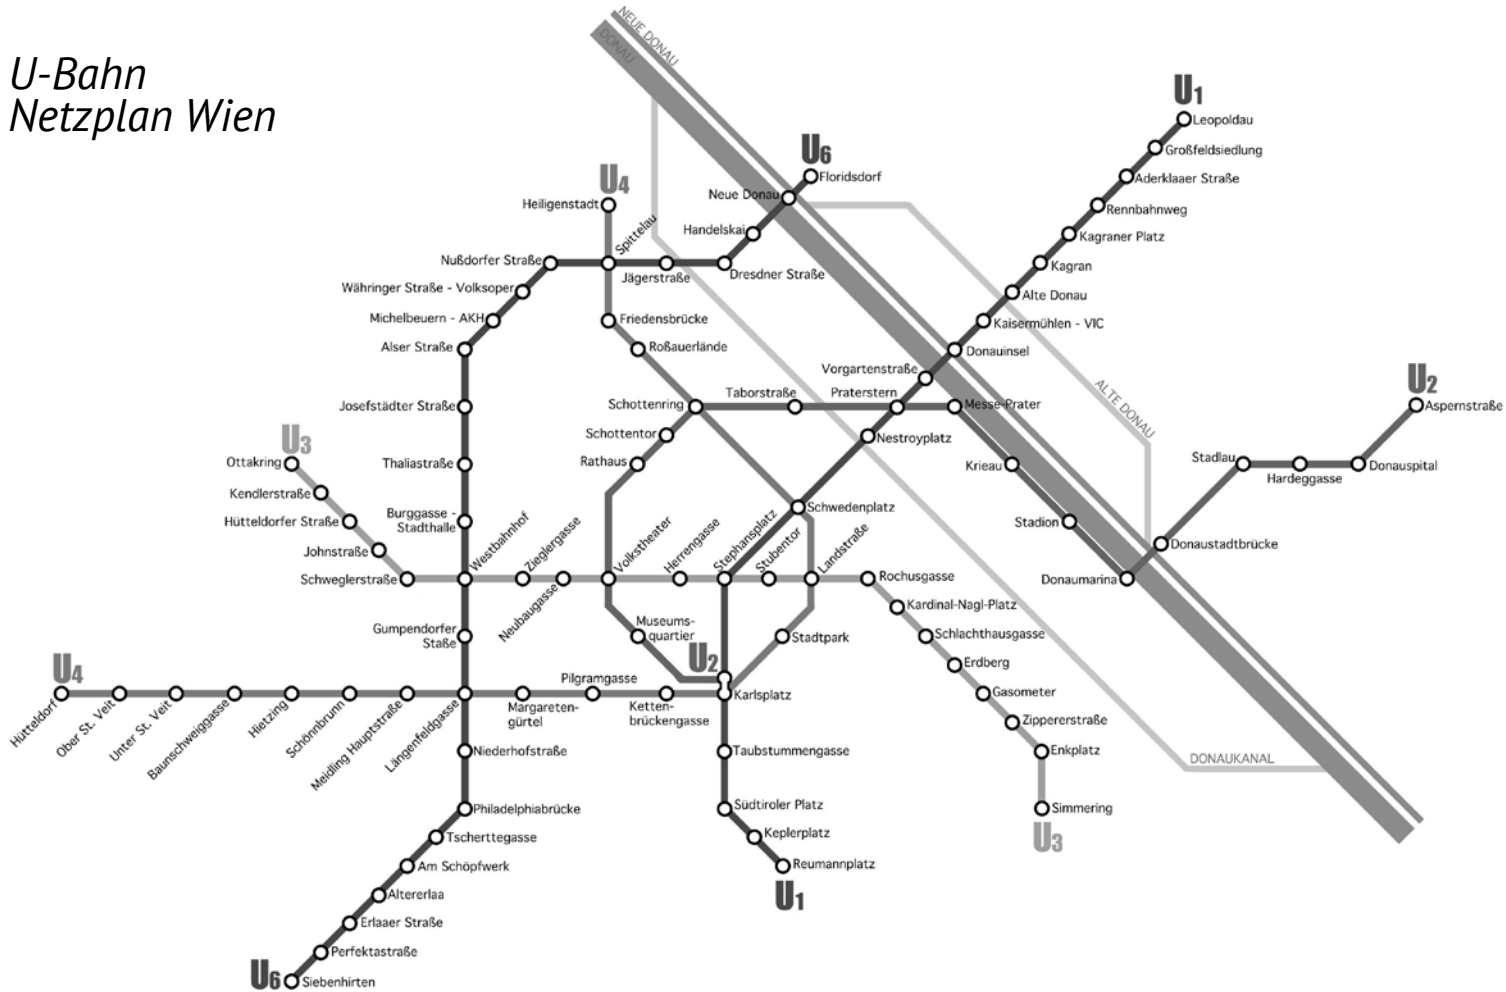 U-Bahn
Netzplan Wien
NEUE DONAU
DONAU
U1
Leopoldau
Großfeldsiedlung
Aderklaaer Straße
Rennbahnweg
Kagraner Platz
Kagran
Alte Donau
Kaisermühlen - VIC
Donauinsel
Vorgartenstraße
Praterstern
Nestroyplatz
Schwedenplatz
Stephansplatz
U6
Floridsdorf
Neue Donau
Handelskai
Dresdner Straße
Jägerstraße
Spittelau
U4
Heiligenstadt
Nußdorfer Straße
Währinger Straße - Volksoper
Michelbeuern - AKH
Alser Straße
Josefstädter Straße
Thaliastraße
Burggasse -
Stadthalle
Westbahnhof
Gumpendorfer
Staße
Friedensbrücke
Roßauerlände
Schottenring
Taborstraße
Messe-Prater
Schottentor
Rathaus
Krieau
Stadion
Donaumarina
Donaustadtbrücke
Stadlau
Hardeggasse
Donauspital
Aspernstraße
U2
ALTE DONAU
U3
Ottakring
Kendlerstraße
Hütteldorfer Straße
Johnstraße
Schweglerstraße
Zieglergasse
Neubaugasse
Volkstheater
Herrengasse
Stubentor
Landstraße
Rochusgasse
Kardinal-Nagl-Platz
Schlachthausgasse
Erdberg
Gasometer
Zippererstraße
Enkplatz
Simmering
U3
Museums-
quartier
Stadtpark
U2
Karlsplatz
U4
Hütteldorf
Ober St. Veit
Unter St. Veit
Baunschweiggasse
Hietzing
Schönnbrunn
Meidling Hauptstraße
Längenfeldgasse
Margareten-
gürtel
Pilgramgasse
Ketten-
brückengasse
Niederhofstraße
Philadelphiabrücke
Tscherttegasse
Am Schöpfwerk
Altererlaa
Erlaaer Straße
Perfektastraße
U6
Siebenhirten
Taubstummengasse
Südtiroler Platz
Keplerplatz
Reumannplatz
U1
DONAUKANAL